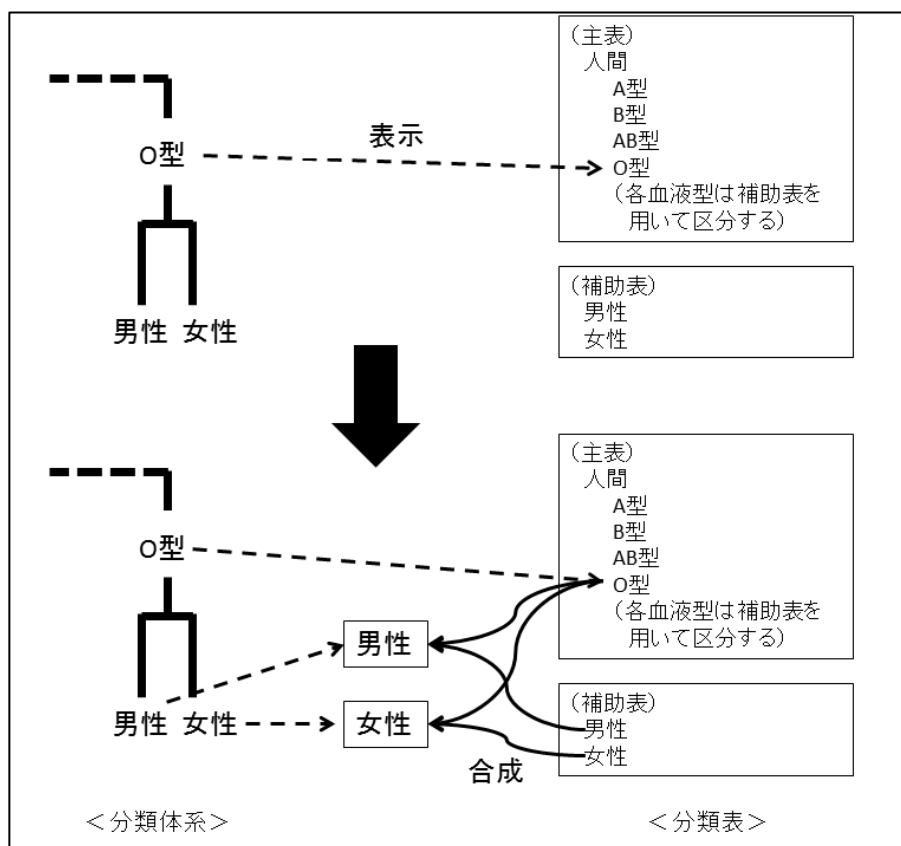 （主表）
人間
A型
B型
AB型
O型
（各血液型は補助表を
用いて区分する）
表示
O型
男性 女性
（補助表）
男性
女性
（主表）
人間
A型
B型
AB型
O型
（各血液型は補助表を
用いて区分する）
O型
男性
男性 女性
女性
（補助表）
男性
女性
合成
＜分類体系＞
＜分類表＞